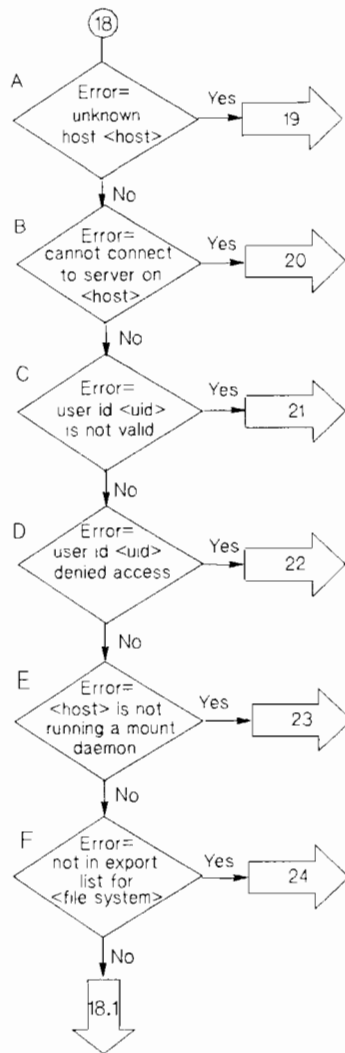 18
A
Error=
unknown
host <host>
Yes
19
No
B
Error=
cannot connect
to server on
<host>
Yes
20
No
C
Error=
user id <uid>
is not valid
Yes
21
No
D
Error=
user id <uid>
denied access
Yes
22
No
E
Error=
<host> is not
running a mount
daemon
Yes
23
No
F
Error=
not in export
list for
<file system>
Yes
24
No
18.1